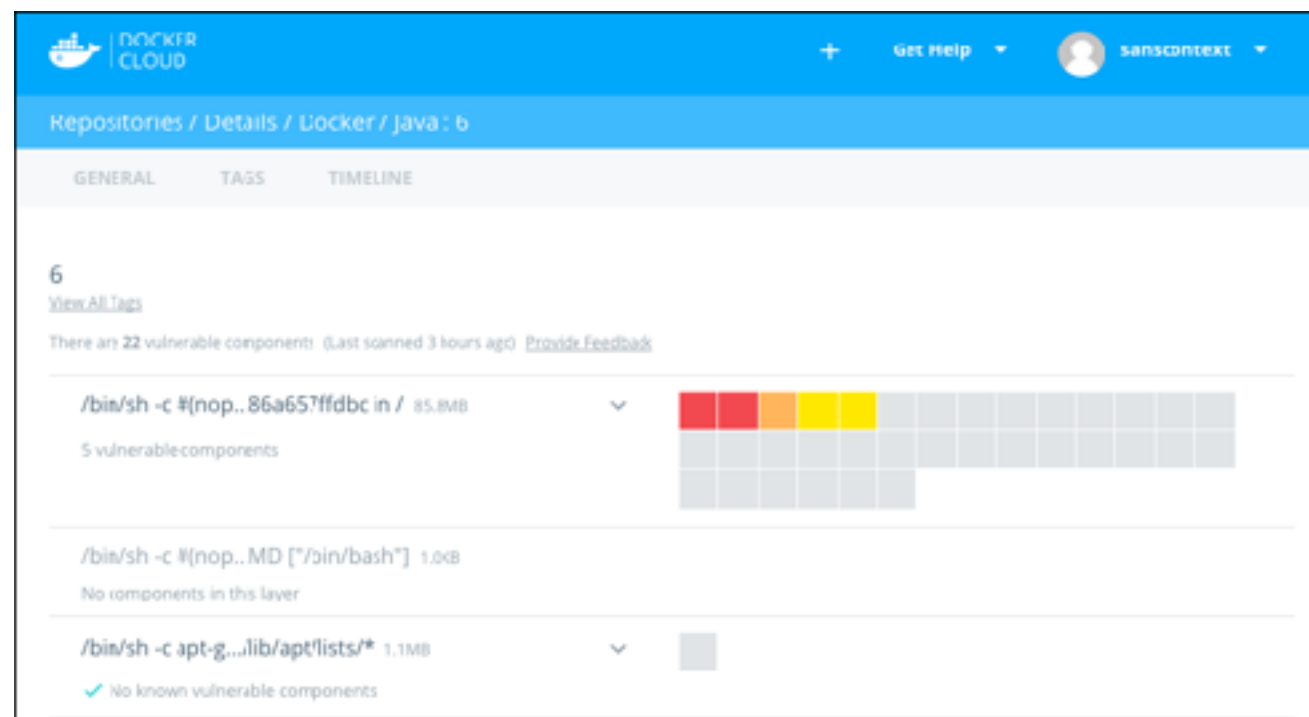 DOCKER
CLOUD
+ Get Help sanscontext
Repositories / Details / Docker / Java : 6
GENERAL TAGS TIMELINE
6
View All Tags
There are 22 vulnerable components (Last scanned 3 hours ago) Provide Feedback
/bin/sh -c #(nop...86a657ffdbc in / 85.8MB
5 vulnerable components
/bin/sh -c #(nop...MD ["/bin/bash"] 1.0KB
No components in this layer
/bin/sh -c apt-g.../lib/apt/lists/* 1.1MB
No known vulnerable components